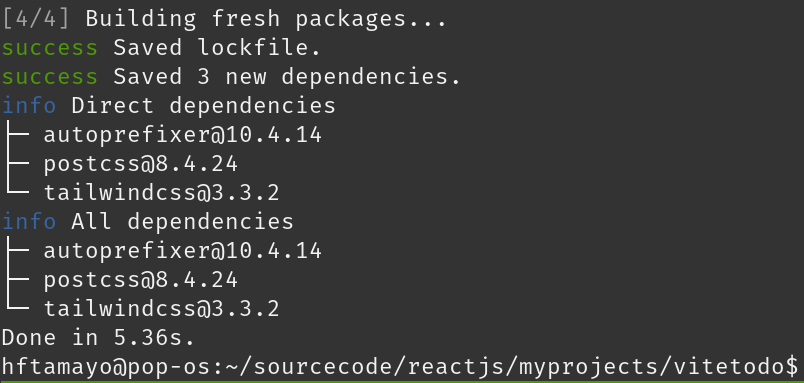 [4/4] Building fresh packages...
success Saved lockfile.
success Saved 3 new dependencies.
info Direct dependencies
├─ autoprefixer@10.4.14
├─ postcss@8.4.24
└─ tailwindcss@3.3.2
info All dependencies
├─ autoprefixer@10.4.14
├─ postcss@8.4.24
└─ tailwindcss@3.3.2
Done in 5.36s.
hftamayo@pop-os:~/sourcecode/reactjs/myprojects/vitetodo$